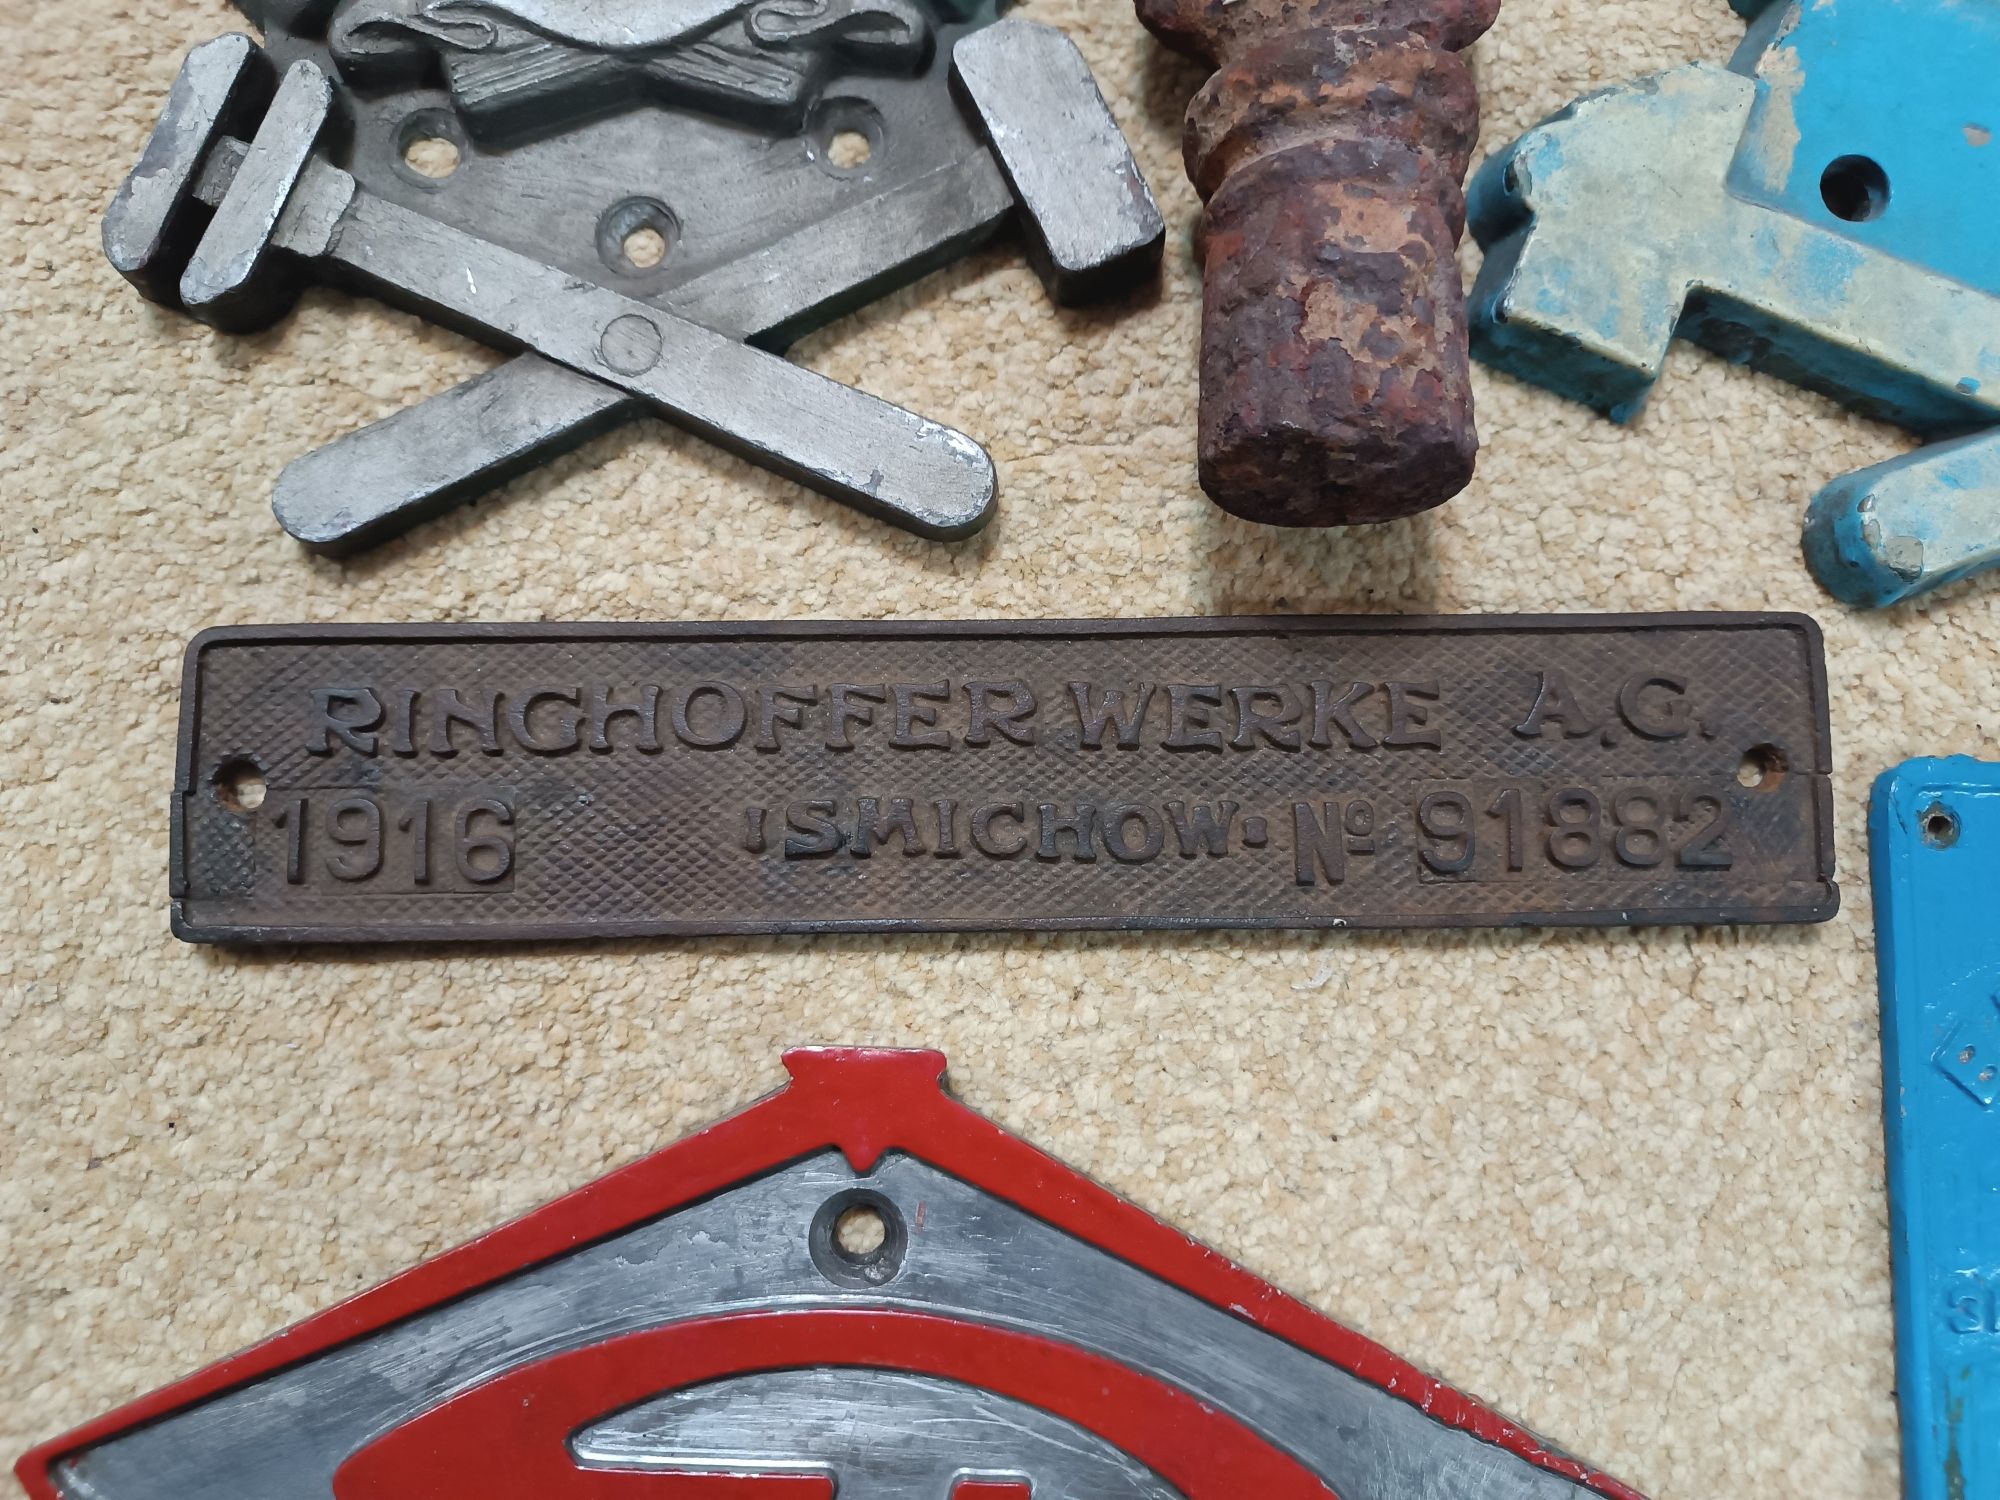 RINGHOFFER WERKE A.G.
1916 · SMICHOW · Nº 91882